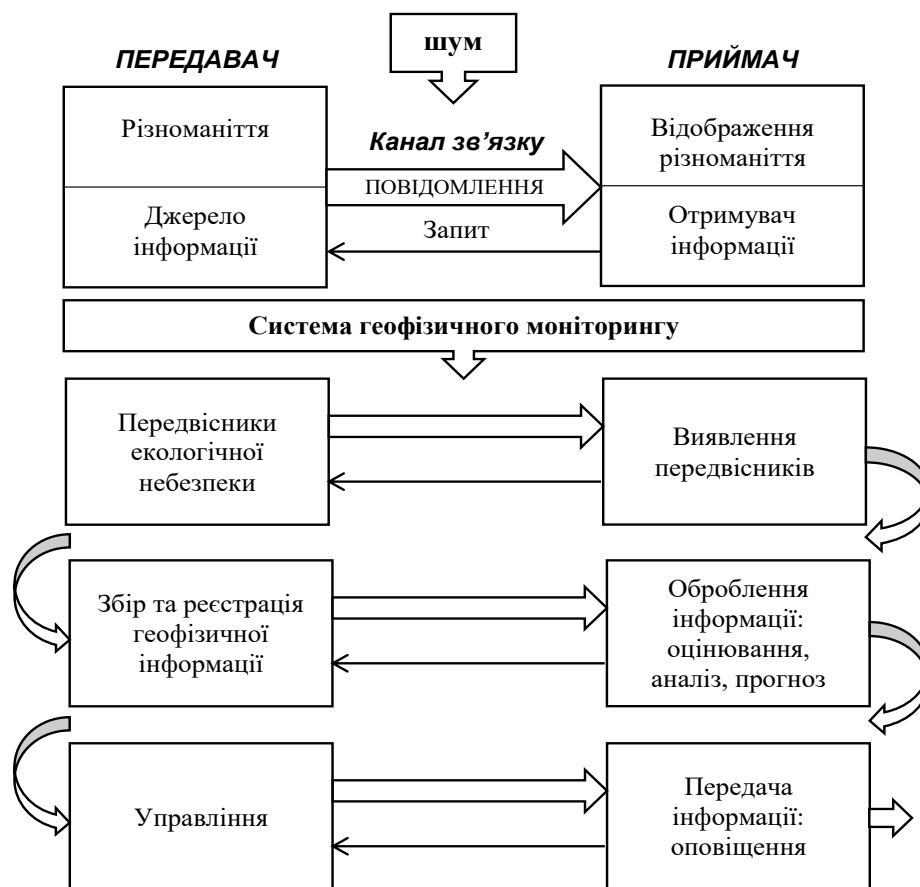 шум
ПЕРЕДАВАЧ
ПРИЙМАЧ
Різноманіття
Канал зв'язку
Відображення
різноманіття
ПОВІДОМЛЕННЯ
Джерело
інформації
Запит
Отримувач
інформації
Система геофізичного моніторингу
Передвісники
екологічної
небезпеки
Виявлення
передвісників
Збір та реєстрація
геофізичної
інформації
Оброблення
інформації:
оцінювання,
аналіз, прогноз
Управління
Передача
інформації:
оповіщення